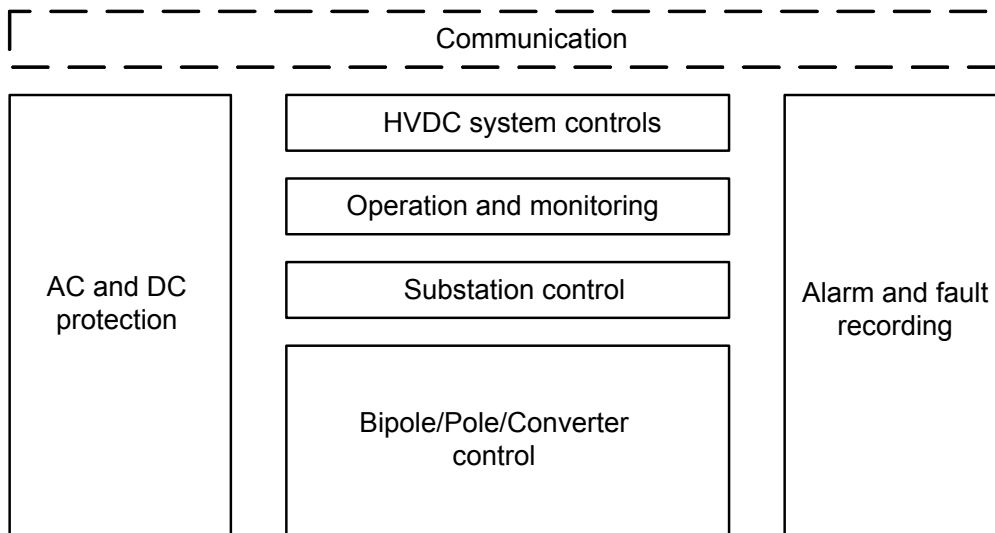 Communication
HVDC system controls
Operation and monitoring
Substation control
AC and DC
protection
Bipole/Pole/Converter
control
Alarm and fault
recording